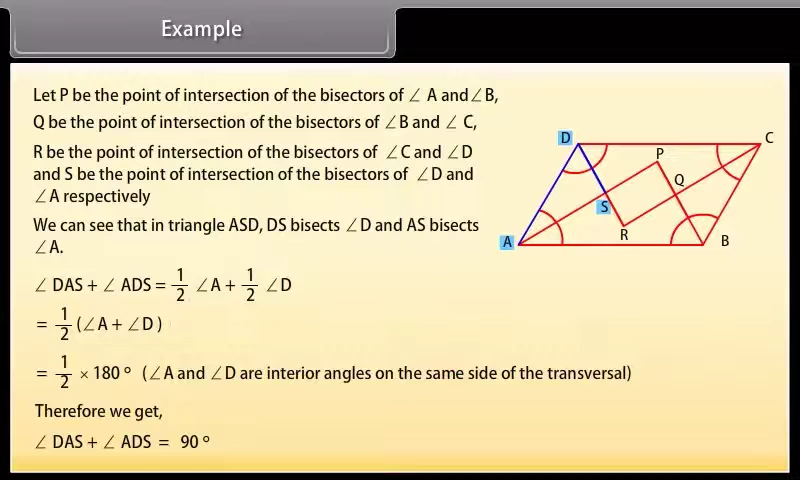 Example
Let P be the point of intersection of the bisectors of ∠ A and∠ B,
Q be the point of intersection of the bisectors of ∠B and ∠ C,
R be the point of intersection of the bisectors of ∠C and ∠D
and S be the point of intersection of the bisectors of ∠D and
∠A respectively
We can see that in triangle ASD, DS bisects ∠D and AS bisects
∠A.
∠ DAS + ∠ ADS = 1/2 ∠A + 1/2 ∠D
= 1/2 (∠A + ∠D )
= 1/2 × 180 ° (∠A and ∠D are interior angles on the same side of the transversal)
Therefore we get,
∠ DAS + ∠ ADS = 90 °
D
C
P
Q
S
R
A
B